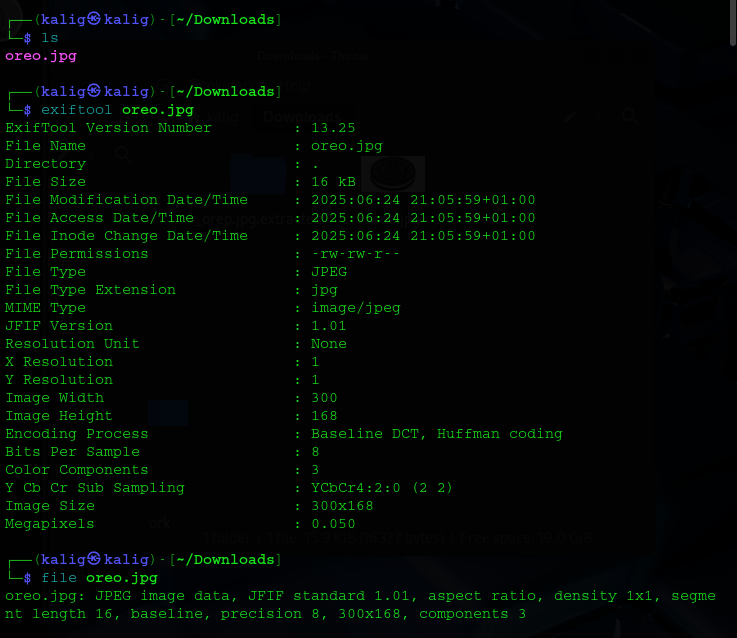 ┌──(kalig㉿kalig)-[~/Downloads]
└─$ ls
oreo.jpg
┌──(kalig㉿kalig)-[~/Downloads]
└─$ exiftool oreo.jpg
ExifTool Version Number         : 13.25
File Name                       : oreo.jpg
Directory                       : .
File Size                       : 16 kB
File Modification Date/Time     : 2025:06:24 21:05:59+01:00
File Access Date/Time           : 2025:06:24 21:05:59+01:00
File Inode Change Date/Time     : 2025:06:24 21:05:59+01:00
File Permissions                : -rw-rw-r--
File Type                       : JPEG
File Type Extension             : jpg
MIME Type                       : image/jpeg
JFIF Version                    : 1.01
Resolution Unit                 : None
X Resolution                    : 1
Y Resolution                    : 1
Image Width                     : 300
Image Height                    : 168
Encoding Process                : Baseline DCT, Huffman coding
Bits Per Sample                 : 8
Color Components                : 3
Y Cb Cr Sub Sampling            : YCbCr4:2:0 (2 2)
Image Size                      : 300x168
Megapixels                      : 0.050
┌──(kalig㉿kalig)-[~/Downloads]
└─$ file oreo.jpg
oreo.jpg: JPEG image data, JFIF standard 1.01, aspect ratio, density 1x1, segme
nt length 16, baseline, precision 8, 300x168, components 3